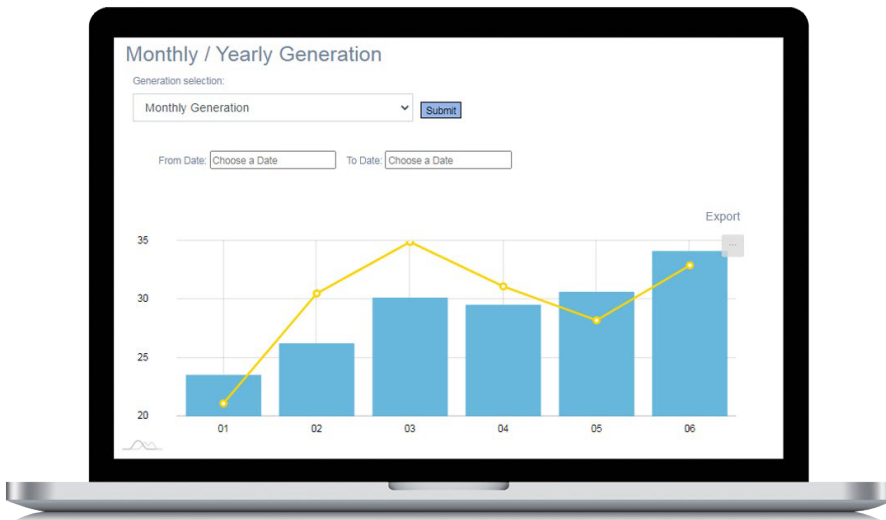 Monthly / Yearly Generation
Generation selection:
Monthly Generation
Submit
From Date: Choose a Date To Date: Choose a Date
Export
...
35
30
25
20
01 02 03 04 05 06